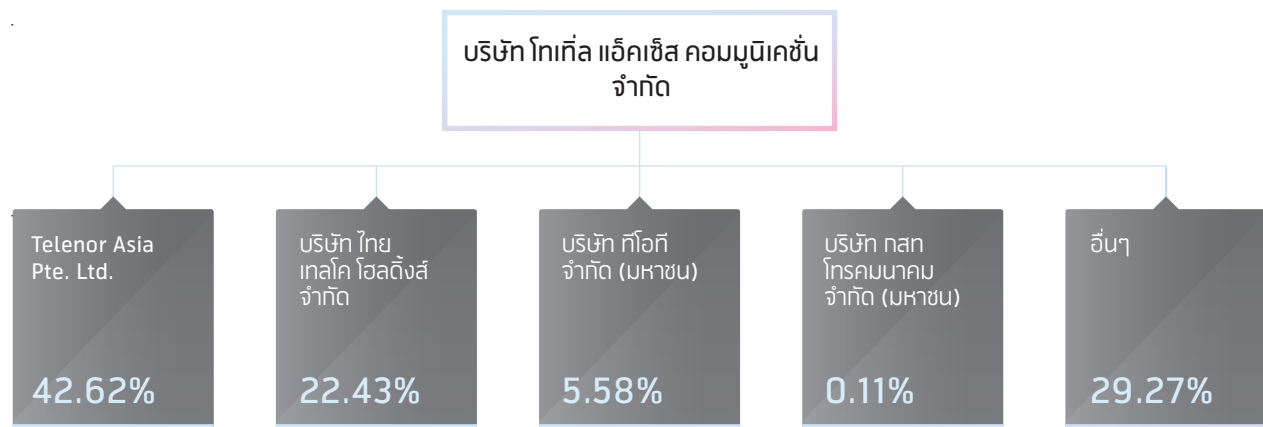 บริษัท โทเทิ่ล แอ็คเซ็ส คอมมูนิเคชั่น
จำกัด
Telenor Asia
Pte. Ltd.
42.62%
บริษัท ไทย
เทลโค โฮลดิ้งส์
จำกัด
22.43%
บริษัท ทีโอที
จำกัด (มหาชน)
5.58%
บริษัท กสท
โทรคมนาคม
จำกัด (มหาชน)
0.11%
อื่นๆ
29.27%